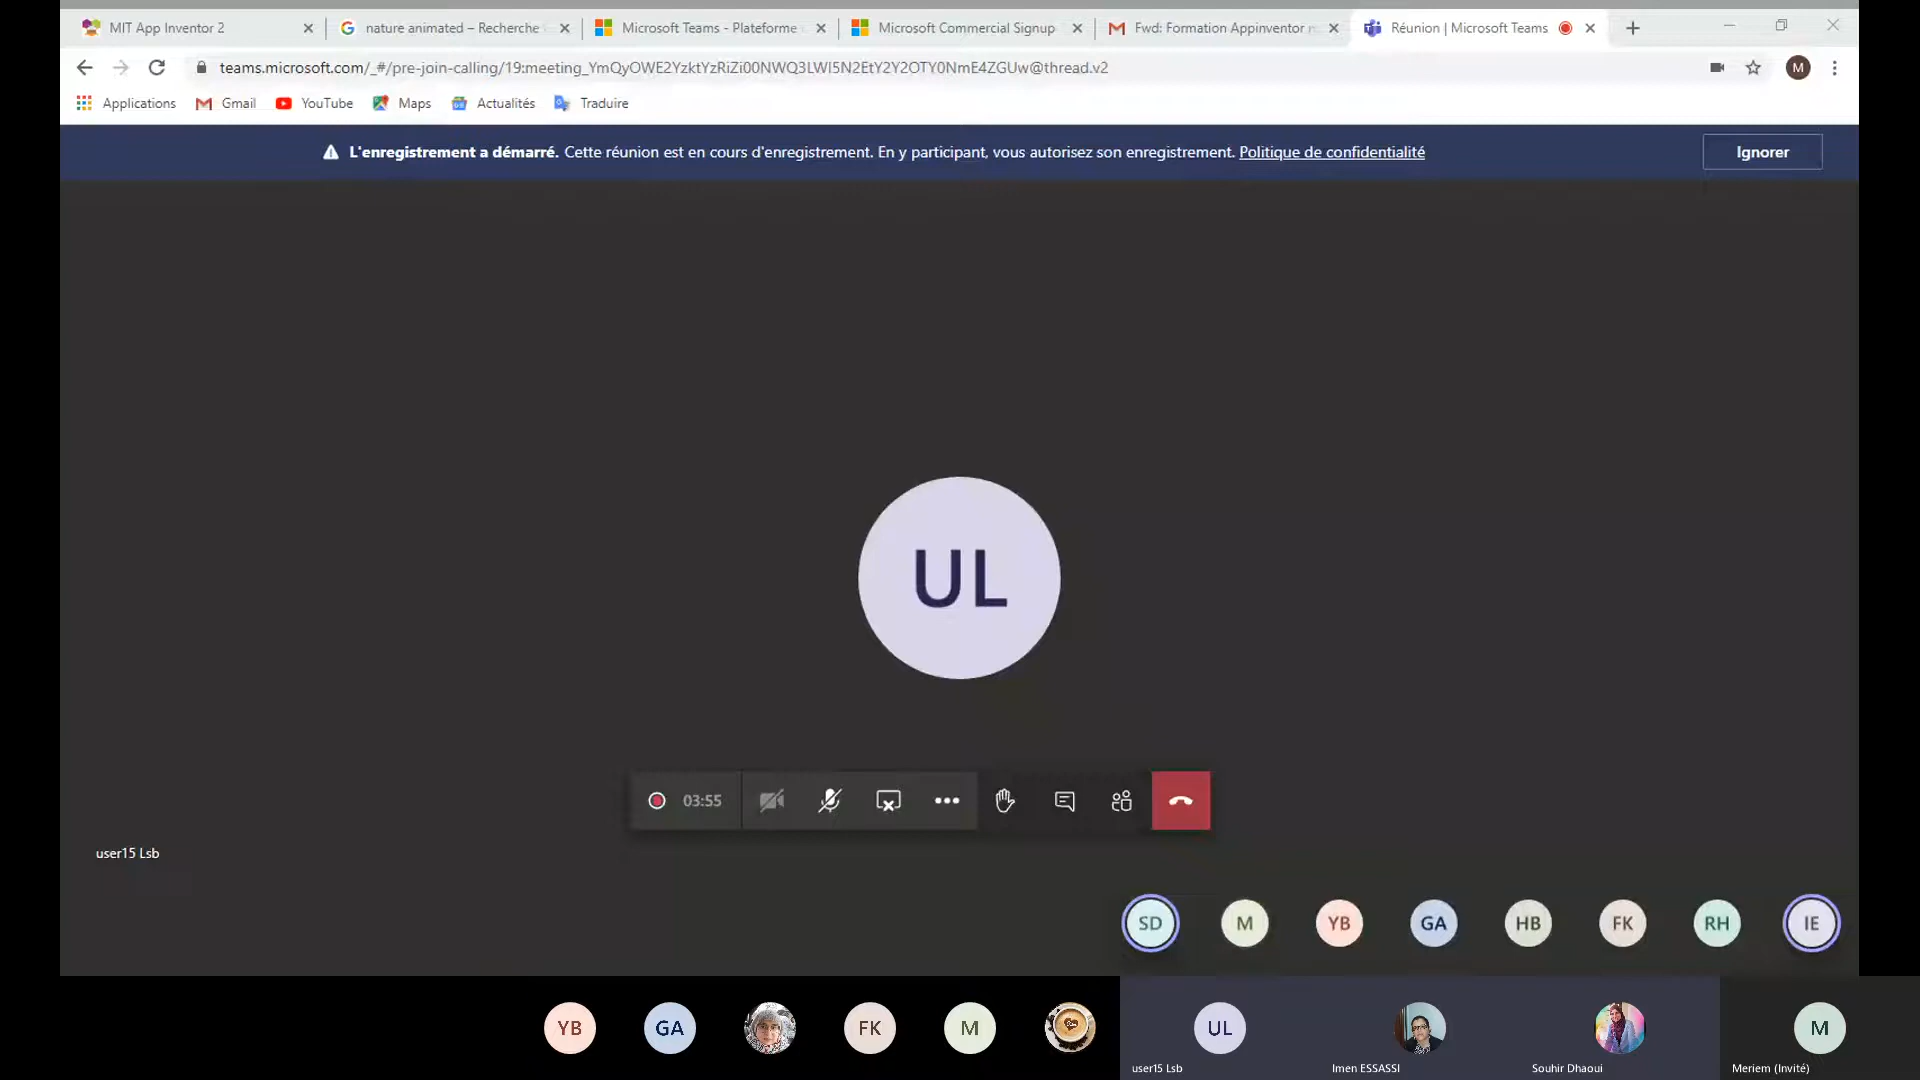 MIT App Inventor 2
nature animated – Recherche
Microsoft Teams - Plateforme
Microsoft Commercial Signup
Fwd: Formation Appinventor
Réunion | Microsoft Teams
teams.microsoft.com/_#/pre-join-calling/19:meeting_YmQyOWE2YzktYzRiZi00NWQ3LWI5N2EtY2Y2OTY0NmE4ZGUw@thread.v2
M
Applications
Gmail
YouTube
Maps
Actualités
Traduire
L'enregistrement a démarré. Cette réunion est en cours d'enregistrement. En y participant, vous autorisez son enregistrement. Politique de confidentialité
Ignorer
UL
03:55
user15 Lsb
SD M YB GA HB FK RH IE
YB GA FK M UL M
user15 Lsb
Imen ESSASSI
Souhir Dhaoui
Meriem (Invité)